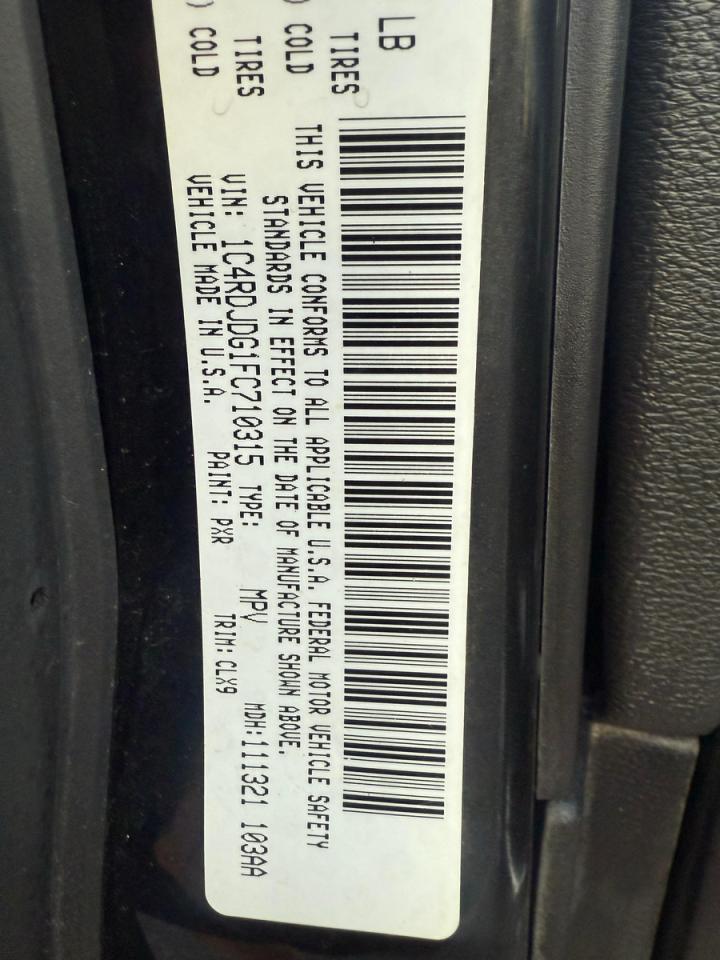 LB
TIRES TIRES
) COLD ) COLD
THIS VEHICLE CONFORMS TO ALL APPLICABLE U.S.A. FEDERAL MOTOR VEHICLE SAFETY
STANDARDS IN EFFECT ON THE DATE OF MANUFACTURE SHOWN ABOVE.
VIN: 1C4RDJDG1FC710315 TYPE: MPV MDH:111321 103AA
VEHICLE MADE IN U.S.A. PAINT: PXR TRIM: CLX9